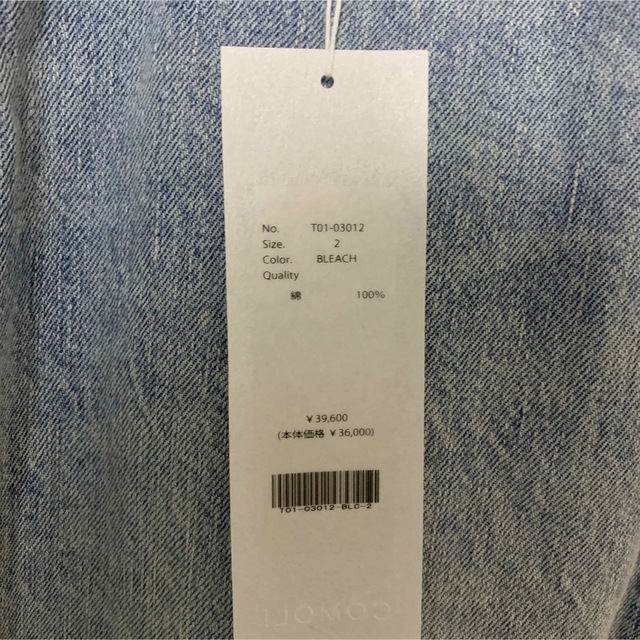 No. T01-03012
Size. 2
Color. BLEACH
Quality
綿 100%
￥39,600
(本体価格 ￥36,000)
T01-03012-BLC-2